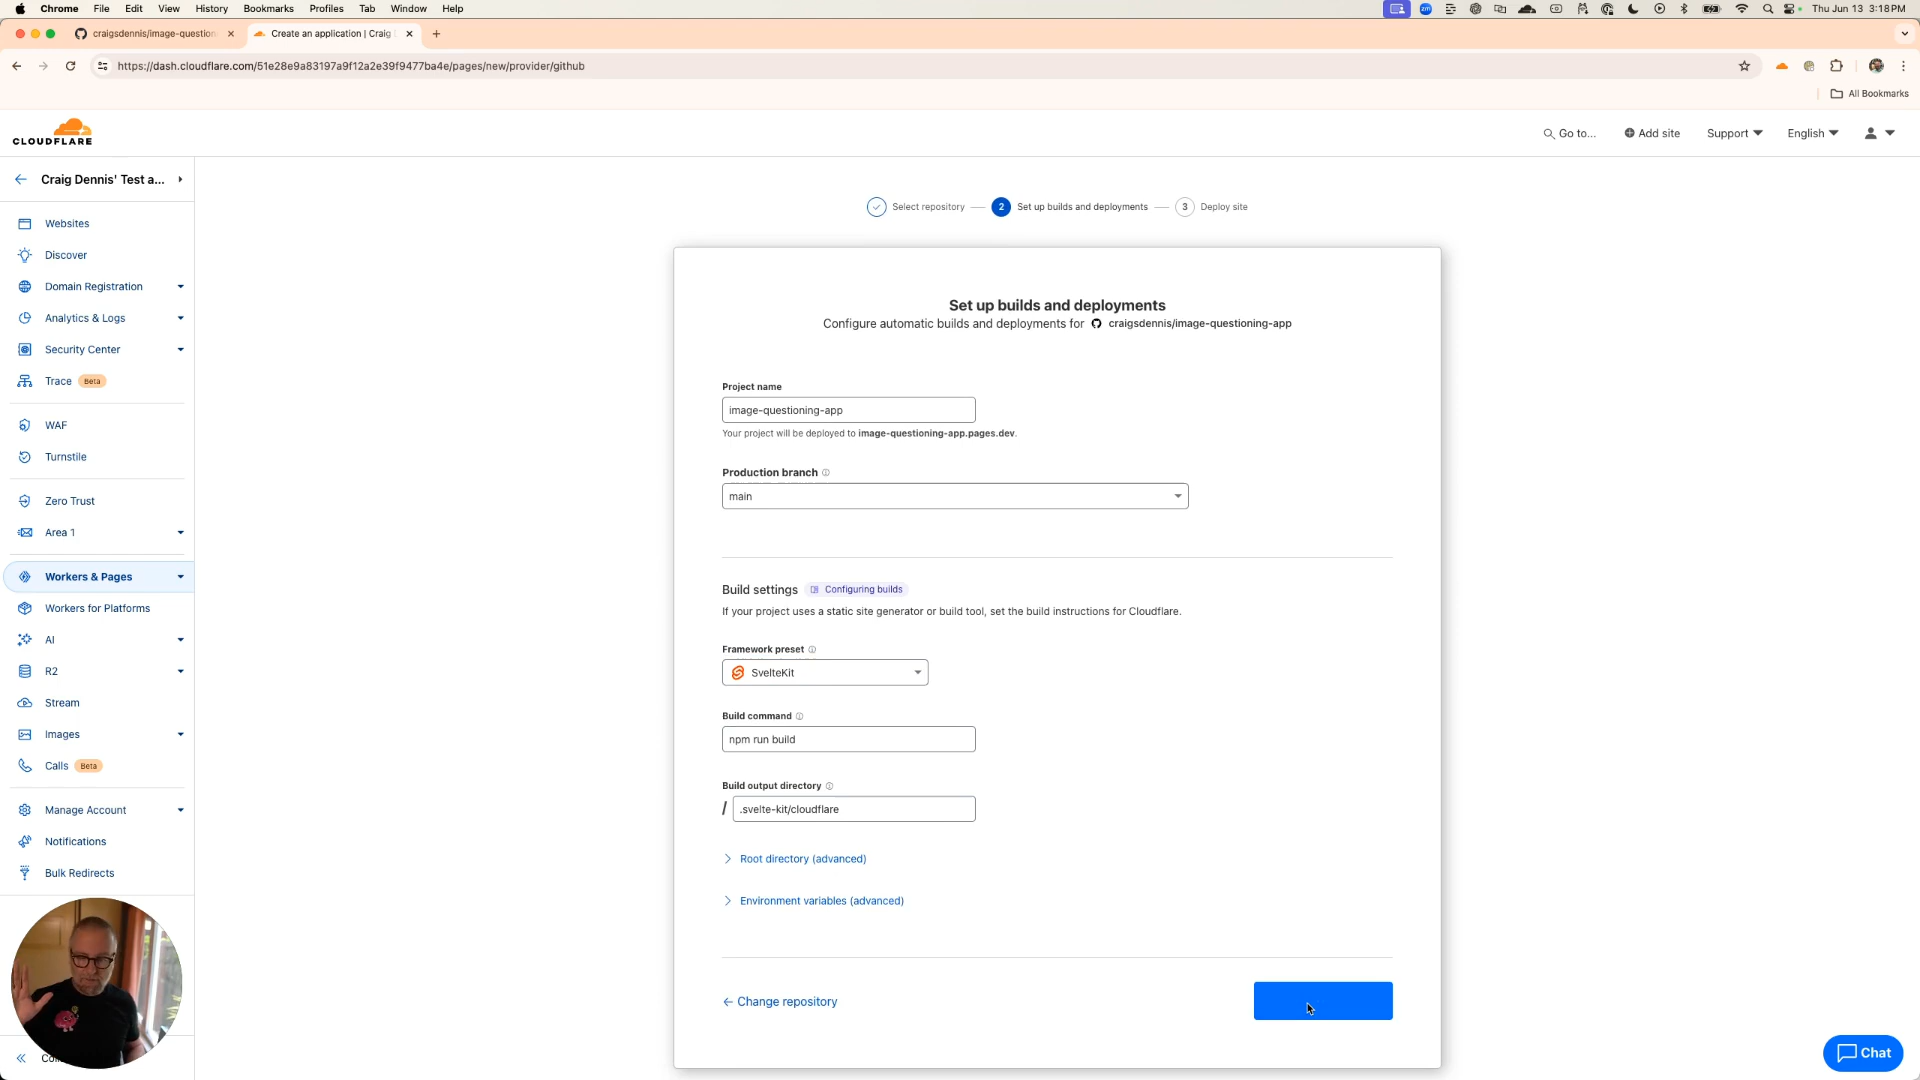 Chrome File Edit View History Bookmarks Profiles Tab Window Help
Thu Jun 13 3:18 PM
craigsdennis/image-question
Create an application | Craig
https://dash.cloudflare.com/51e28e9a83197a9f12a2e39f9477ba4e/pages/new/provider/github
All Bookmarks
CLOUDFLARE
Go to... Add site Support English
Craig Dennis' Test a...
Websites
Discover
Domain Registration
Analytics & Logs
Security Center
Trace Beta
WAF
Turnstile
Zero Trust
Area 1
Workers & Pages
Workers for Platforms
AI
R2
Stream
Images
Calls Beta
Manage Account
Notifications
Bulk Redirects
Select repository 2 Set up builds and deployments 3 Deploy site
Set up builds and deployments
Configure automatic builds and deployments for craigsdennis/image-questioning-app
Project name
image-questioning-app
Your project will be deployed to image-questioning-app.pages.dev.
Production branch
main
Build settings Configuring builds
If your project uses a static site generator or build tool, set the build instructions for Cloudflare.
Framework preset
SvelteKit
Build command
npm run build
Build output directory
/ .svelte-kit/cloudflare
Root directory (advanced)
Environment variables (advanced)
Change repository
Chat